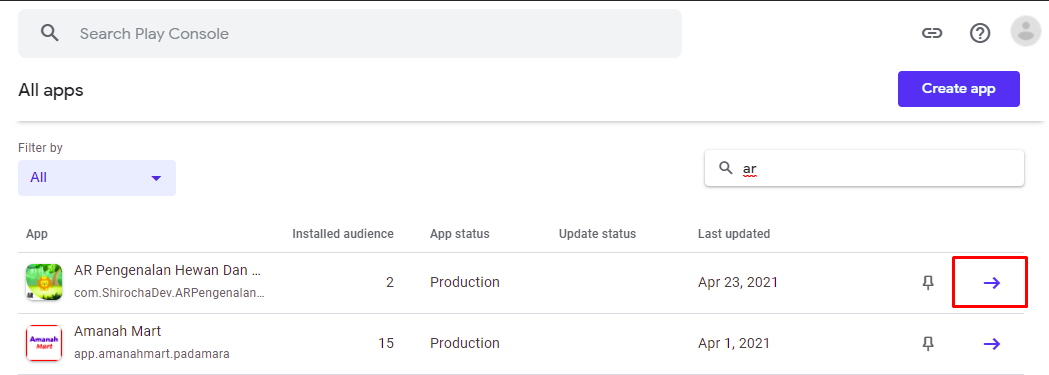 Search Play Console
All apps
Create app
Filter by
All
ar
App Installed audience App status Update status Last updated
AR Pengenalan Hewan Dan ...
com.ShirochaDev.ARPengenalan...
2 Production Apr 23, 2021
Amanah
Mart
Amanah Mart
app.amanahmart.padamara
15 Production Apr 1, 2021